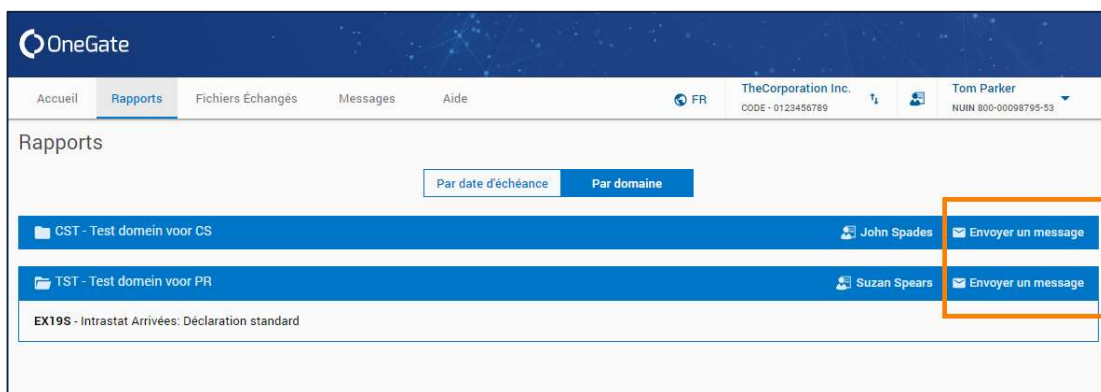 OneGate
Accueil Rapports Fichiers Échangés Messages Aide FR TheCorporation Inc. Tom Parker
CODE - 0123456789 NUIN 800-00098795-53
Rapports
Par date d'échéance Par domaine
CST - Test domein voor CS John Spades Envoyer un message
TST - Test domein voor PR Suzan Spears Envoyer un message
EX19S - Intrastat Arrivées: Déclaration standard